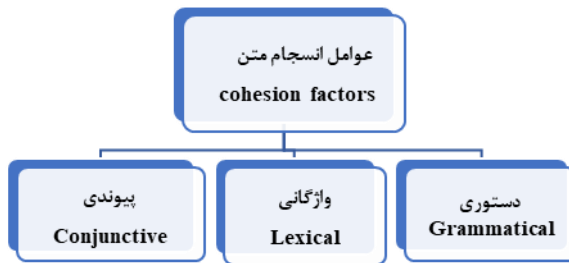 عوامل انسجام متن
cohesion factors
دستوری
Grammatical
واژگانی
Lexical
پیوندی
Conjunctive